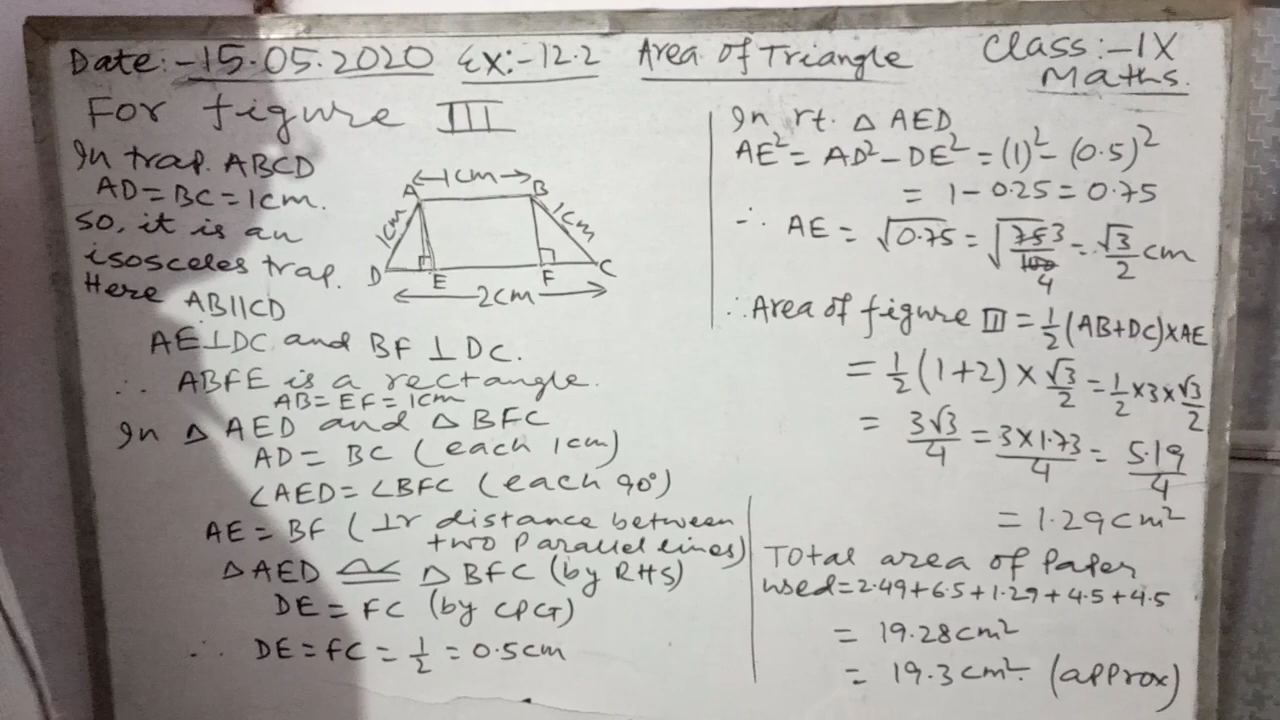 Date:-15.05.2020 Ex:-12.2 Area of Triangle Class:-IX
Maths.
For figure III
In trap. ABCD
AD=BC=1cm.
so, it is an
isosceles trap.
Here AB||CD
AE⊥DC and BF⊥DC.
∴ ABFE is a rectangle.
AB=EF=1cm
In △AED and △BFC
AD=BC (each 1cm)
∠AED=∠BFC (each 90°)
AE=BF (⊥r distance between
two parallel lines)
△AED ≅ △BFC (by RHS)
DE=FC (by CPCT)
∴ DE=FC=1/2=0.5cm
1cm
A B
1cm 1cm
D E F C
2cm
In rt. △AED
AE²=AD²-DE²=(1)²-(0.5)²
=1-0.25=0.75
∴ AE=√0.75=√75/100 3/4=√3/2 cm
∴ Area of figure III=1/2(AB+DC)×AE
=1/2(1+2)×√3/2=1/2×3×√3/2
=3√3/4=3×1.73/4=5.19/4
=1.29cm²
Total area of Paper
used=2.49+6.5+1.29+4.5+4.5
=19.28cm²
=19.3cm². (approx)